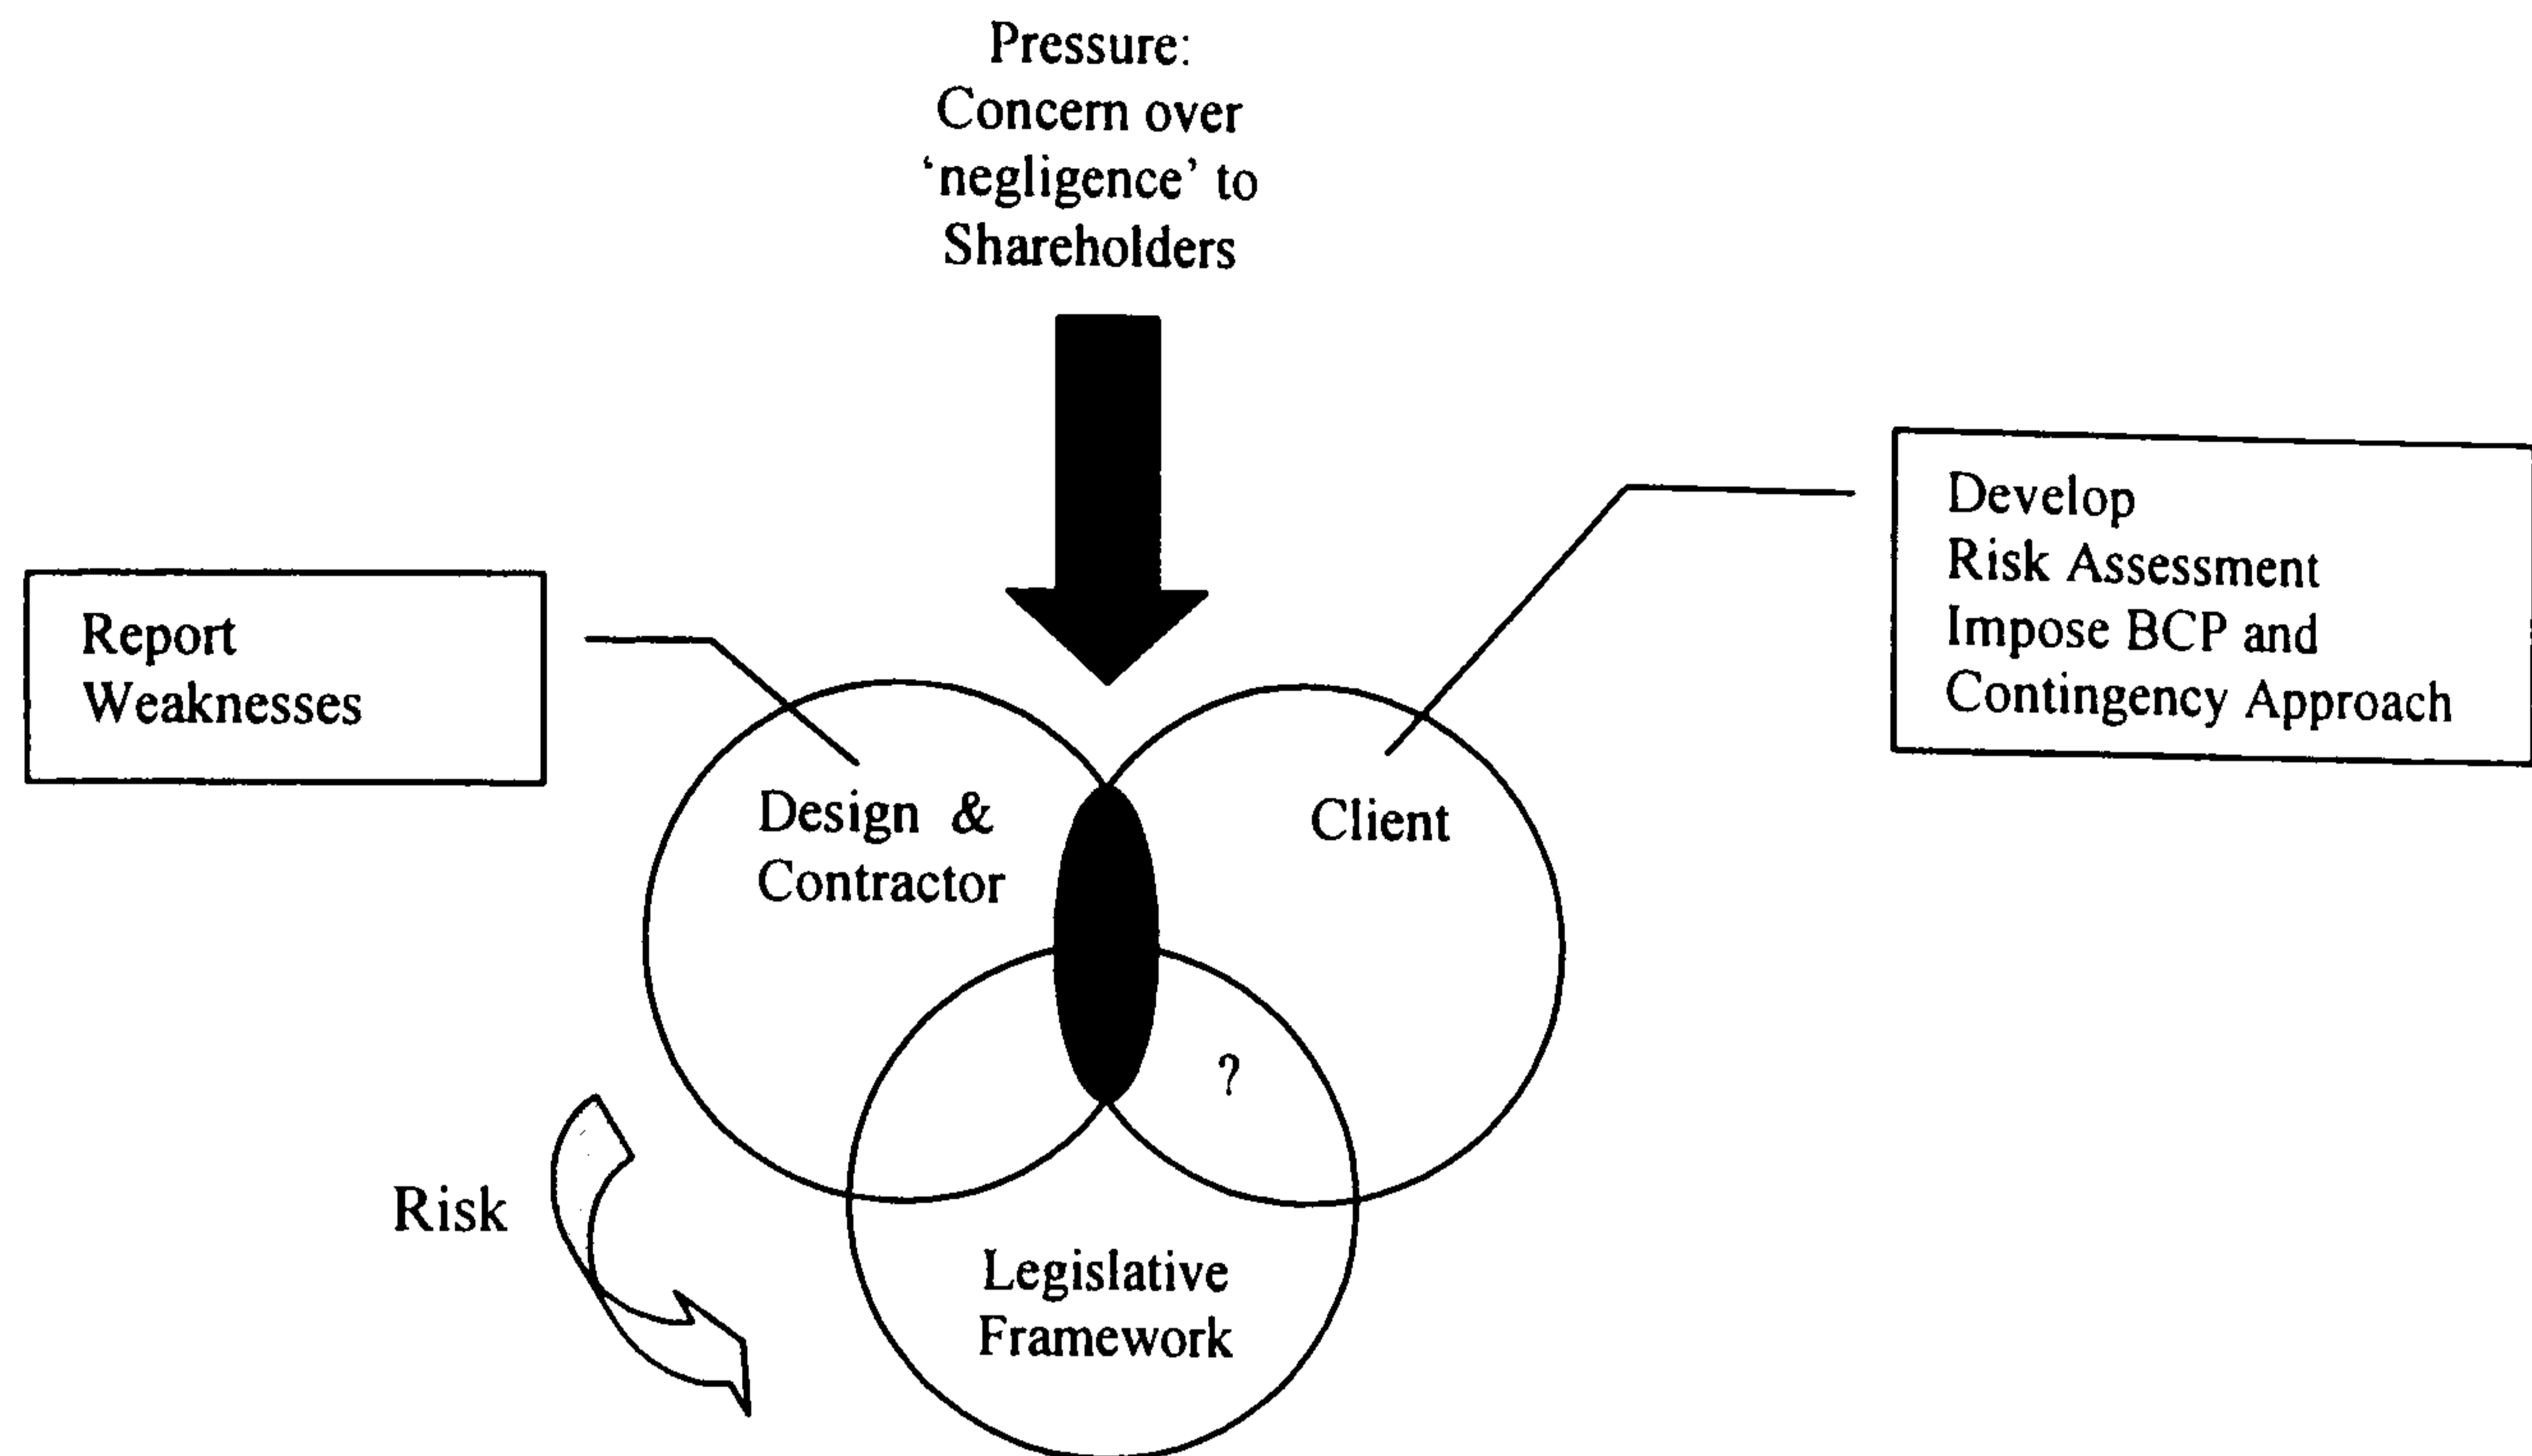 Pressure:
Concern over
‘negligence’ to
Shareholders
Develop
Risk Assessment
Impose BCP and
Contingency Approach
Report
Weaknesses
Design &
Contractor
Client
?
Risk
Legislative
Framework